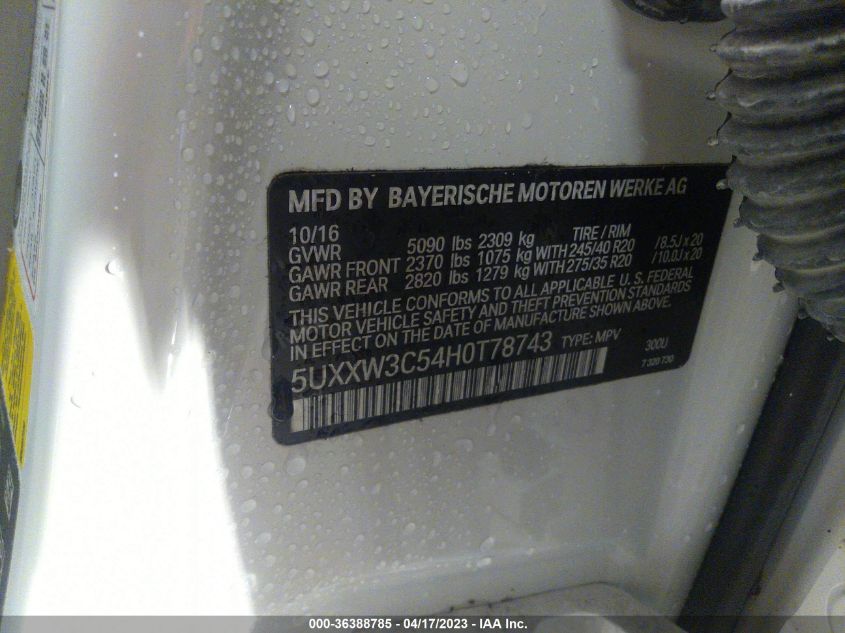 MFD BY BAYERISCHE MOTOREN WERKE AG
10/16 TIRE / RIM
GVWR 5090 lbs 2309 kg
GAWR FRONT 2370 lbs 1075 kg WITH 245/40 R20 /8.5J x 20
GAWR REAR 2820 lbs 1279 kg WITH 275/35 R20 /10.0J x 20
THIS VEHICLE CONFORMS TO ALL APPLICABLE U.S. FEDERAL
MOTOR VEHICLE SAFETY AND THEFT PREVENTION STANDARDS
IN EFFECT ON THE DATE OF MANUFACTURE SHOWN ABOVE.
5UXXW3C54H0T78743 TYPE: MPV 300U
7 320 730
000-36388785 - 04/17/2023 - IAA Inc.